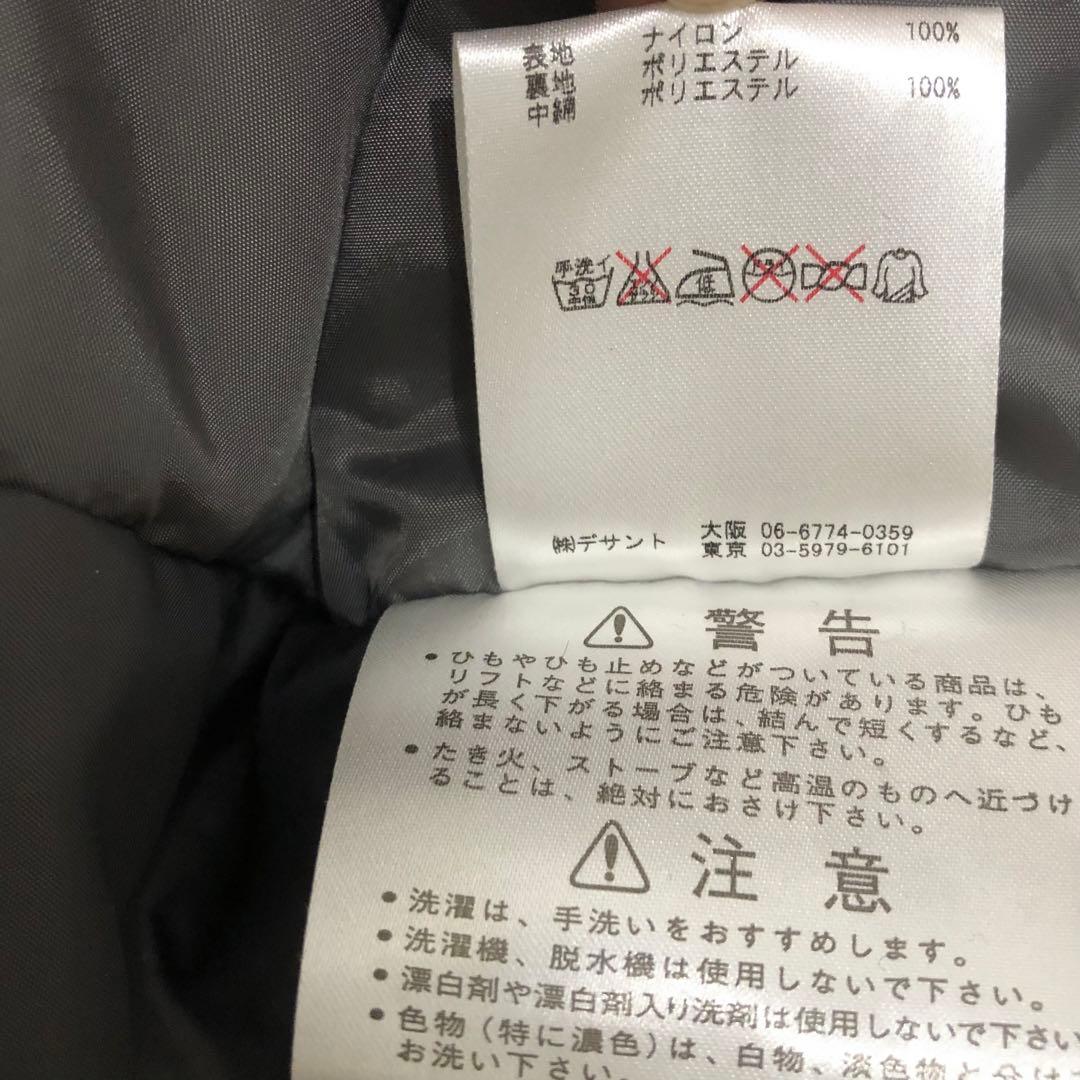 表地 ナイロン 100%
裏地 ポリエステル
中綿 ポリエステル 100%
手洗イ
30
中性
低
㈱デサント 大阪 06-6774-0359
東京 03-5979-6101
警告
・ひもやひも止めなどがついている商品は、
リフトなどに絡まる危険があります。ひも
が長く下がる場合は、結んで短くするなど、
絡まないようにご注意下さい。
・たき火、ストーブなど高温のものへ近づけ
ることは、絶対におさけ下さい。
注意
・洗濯は、手洗いをおすすめします。
・洗濯機、脱水機は使用しないで下さい。
・漂白剤や漂白剤入り洗剤は使用しないで下さい
・色物(特に濃色)は、白物、淡色物と分け
お洗い下さい。